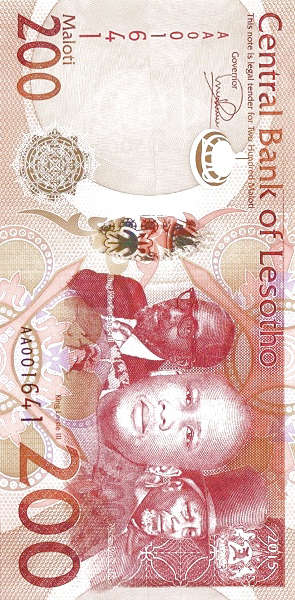 Central Bank of Lesotho
This note is legal tender for Two Hundred Maloti
Governor
AA001641
200
Maloti
King Letsie III
AA001641
200
2015